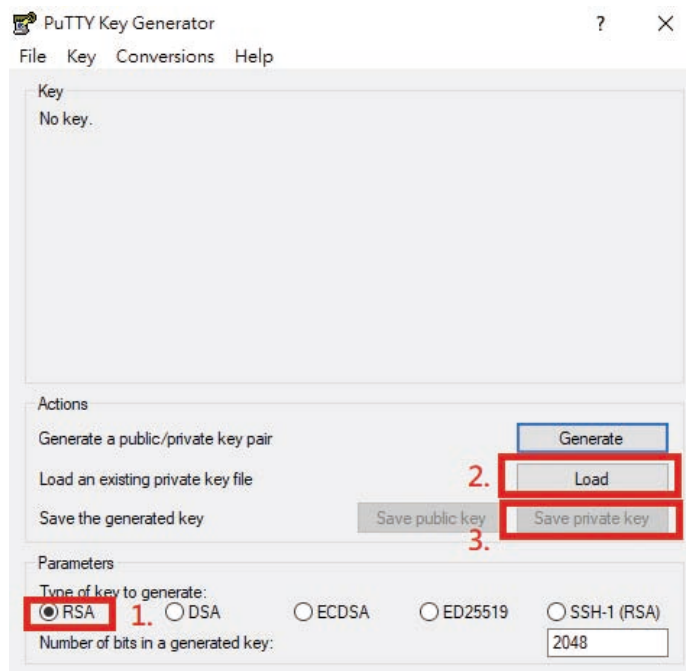 PuTTY Key Generator ? ×
File Key Conversions Help
Key
No key.
Actions
Generate a public/private key pair Generate
Load an existing private key file 2. Load
Save the generated key Save public key Save private key
3.
Parameters
Type of key to generate:
RSA 1. DSA ECDSA ED25519 SSH-1 (RSA)
Number of bits in a generated key: 2048